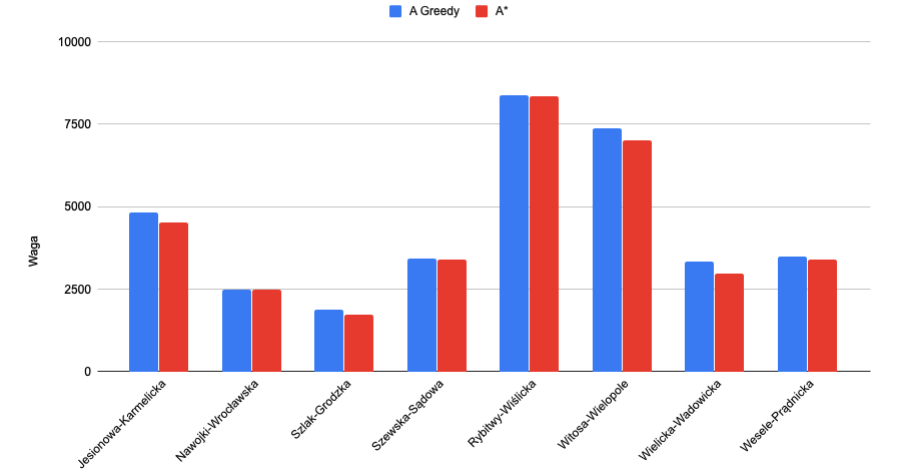 A Greedy A*
10000
7500
5000
2500
0
Waga
Jesionowa-Karmelicka
Nawojki-Wrocławska
Szlak-Grodzka
Szewska-Sądowa
Rybitwy-Wiślicka
Witosa-Wielopole
Wielicka-Wadowicka
Wesele-Prądnicka